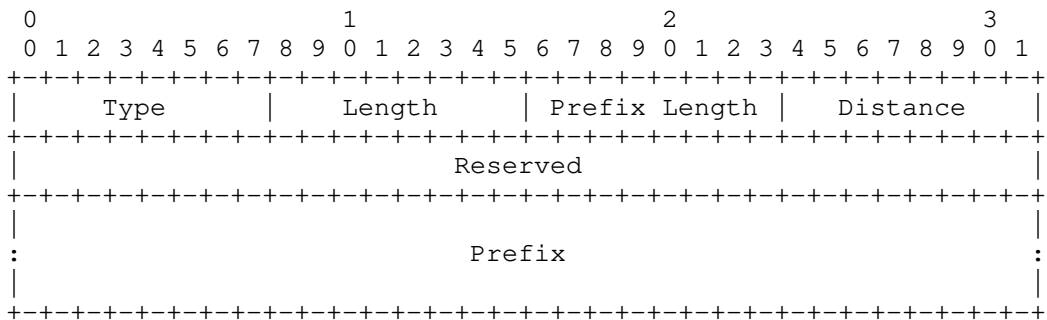 0                   1                   2                   3
 0 1 2 3 4 5 6 7 8 9 0 1 2 3 4 5 6 7 8 9 0 1 2 3 4 5 6 7 8 9 0 1
+-+-+-+-+-+-+-+-+-+-+-+-+-+-+-+-+-+-+-+-+-+-+-+-+-+-+-+-+-+-+-+-+
|     Type      |    Length     | Prefix Length |   Distance    |
+-+-+-+-+-+-+-+-+-+-+-+-+-+-+-+-+-+-+-+-+-+-+-+-+-+-+-+-+-+-+-+-+
|                           Reserved                            |
+-+-+-+-+-+-+-+-+-+-+-+-+-+-+-+-+-+-+-+-+-+-+-+-+-+-+-+-+-+-+-+-+
|                                                               |
:                            Prefix                             :
|                                                               |
+-+-+-+-+-+-+-+-+-+-+-+-+-+-+-+-+-+-+-+-+-+-+-+-+-+-+-+-+-+-+-+-+